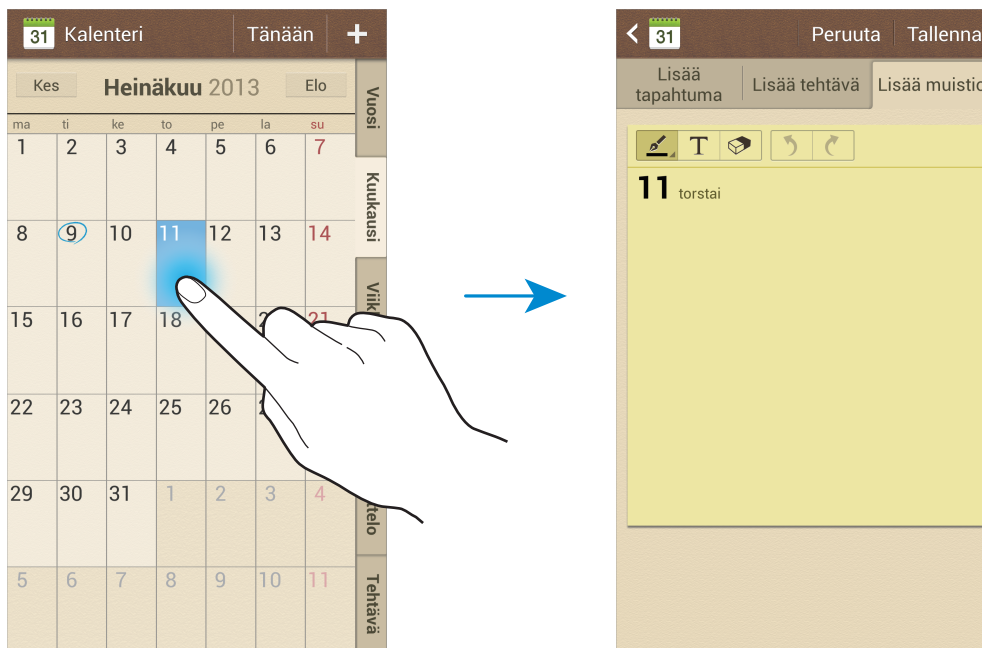 31 Kalenteri Tänään +
Kes Heinäkuu 2013 Elo
ma ti ke to pe la su
1 2 3 4 5 6 7
8 9 10 11 12 13 14
15 16 17 18 21
22 23 24 25 26
29 30 31 1 2 3 4
5 6 7 8 9 10 11
Vuosi
Kuukausi
Viik
telo
Tehtävä
31 Peruuta Tallenna
Lisää
tapahtuma
Lisää tehtävä
Lisää muistio
T
11 torstai